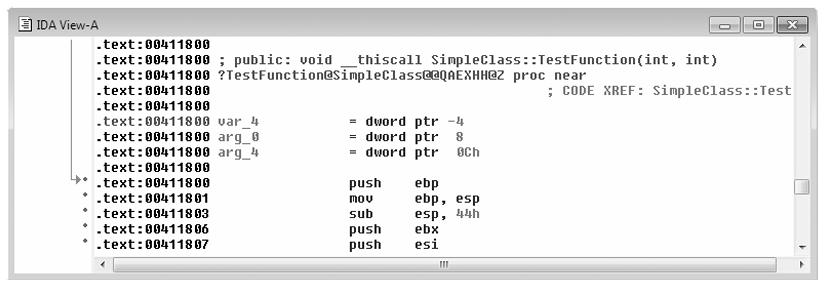 IDA View-A
.text:00411800
.text:00411800 ; public: void __thiscall SimpleClass::TestFunction(int, int)
.text:00411800 ?TestFunction@SimpleClass@@QAEXHH@Z proc near
.text:00411800 ; CODE XREF: SimpleClass::Test
.text:00411800
.text:00411800 var_4 = dword ptr -4
.text:00411800 arg_0 = dword ptr 8
.text:00411800 arg_4 = dword ptr 0Ch
.text:00411800
.text:00411800 push ebp
.text:00411801 mov ebp, esp
.text:00411803 sub esp, 44h
.text:00411806 push ebx
.text:00411807 push esi